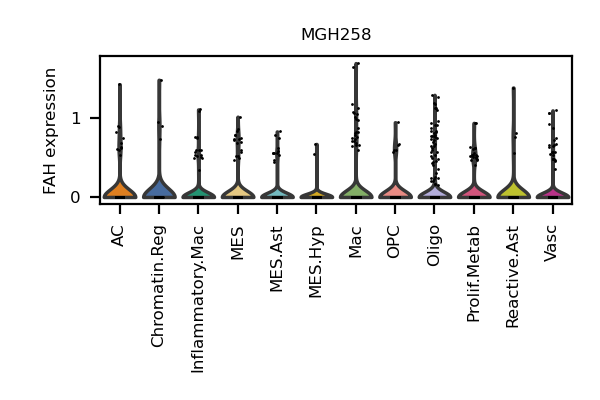 MGH258
FAH expression
1
0
AC
Chromatin.Reg
Inflammatory.Mac
MES
MES.Ast
MES.Hyp
Mac
OPC
Oligo
Prolif.Metab
Reactive.Ast
Vasc